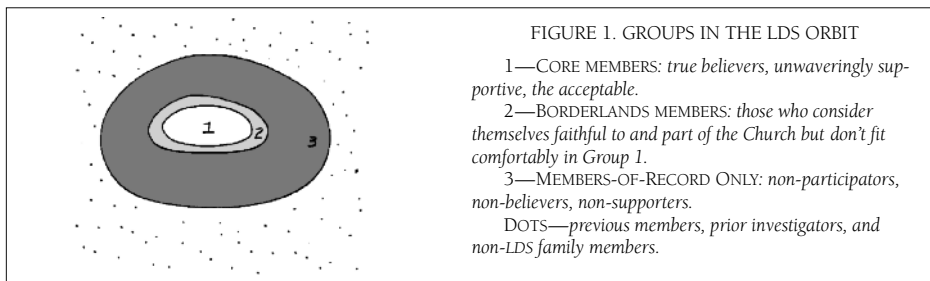 1
2
3
FIGURE 1. GROUPS IN THE LDS ORBIT
1—CORE MEMBERS: true believers, unwaveringly sup-
portive, the acceptable.
2—BORDERLANDS MEMBERS: those who consider
themselves faithful to and part of the Church but don't fit
comfortably in Group 1.
3—MEMBERS-OF-RECORD ONLY: non-participators,
non-believers, non-supporters.
DOTS—previous members, prior investigators, and
non-LDS family members.